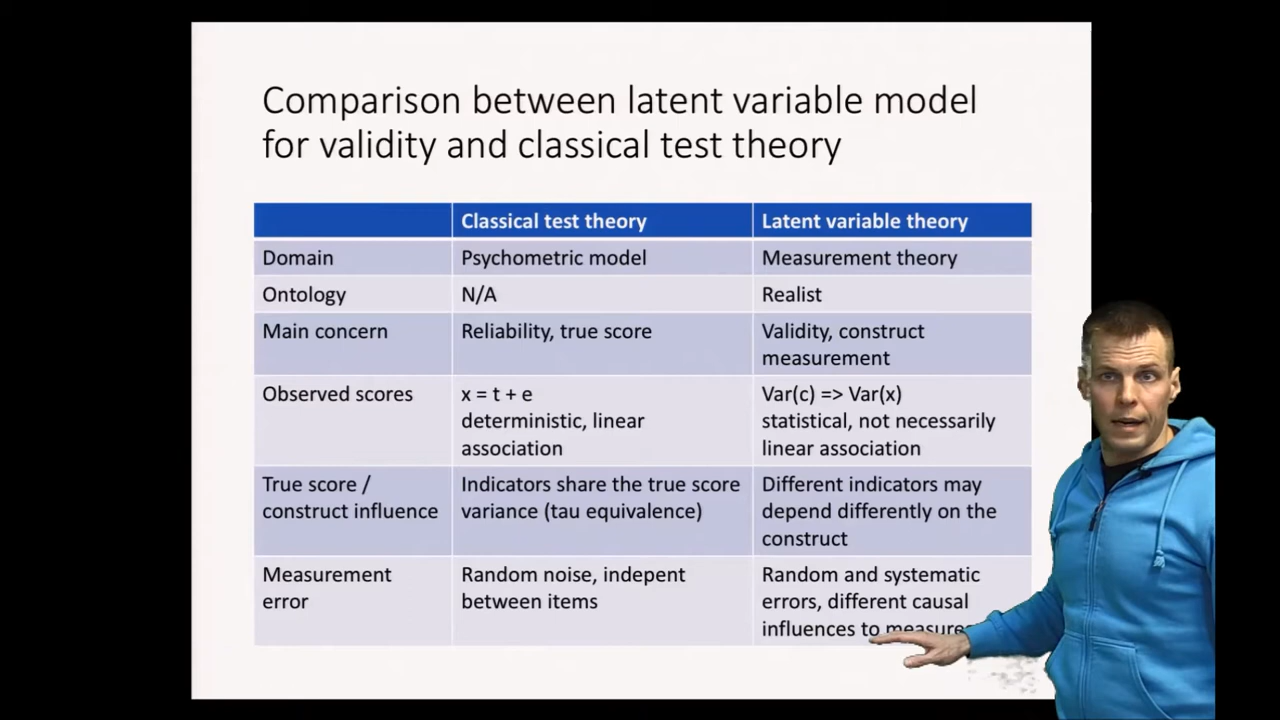 Comparison between latent variable model
for validity and classical test theory
Classical test theory
Latent variable theory
Domain
Psychometric model
Measurement theory
Ontology
N/A
Realist
Main concern
Reliability, true score
Validity, construct
measurement
Observed scores
x = t + e
deterministic, linear
association
Var(c) => Var(x)
statistical, not necessarily
linear association
True score /
construct influence
Indicators share the true score
variance (tau equivalence)
Different indicators may
depend differently on the
construct
Measurement
error
Random noise, indepent
between items
Random and systematic
errors, different causal
influences to measures